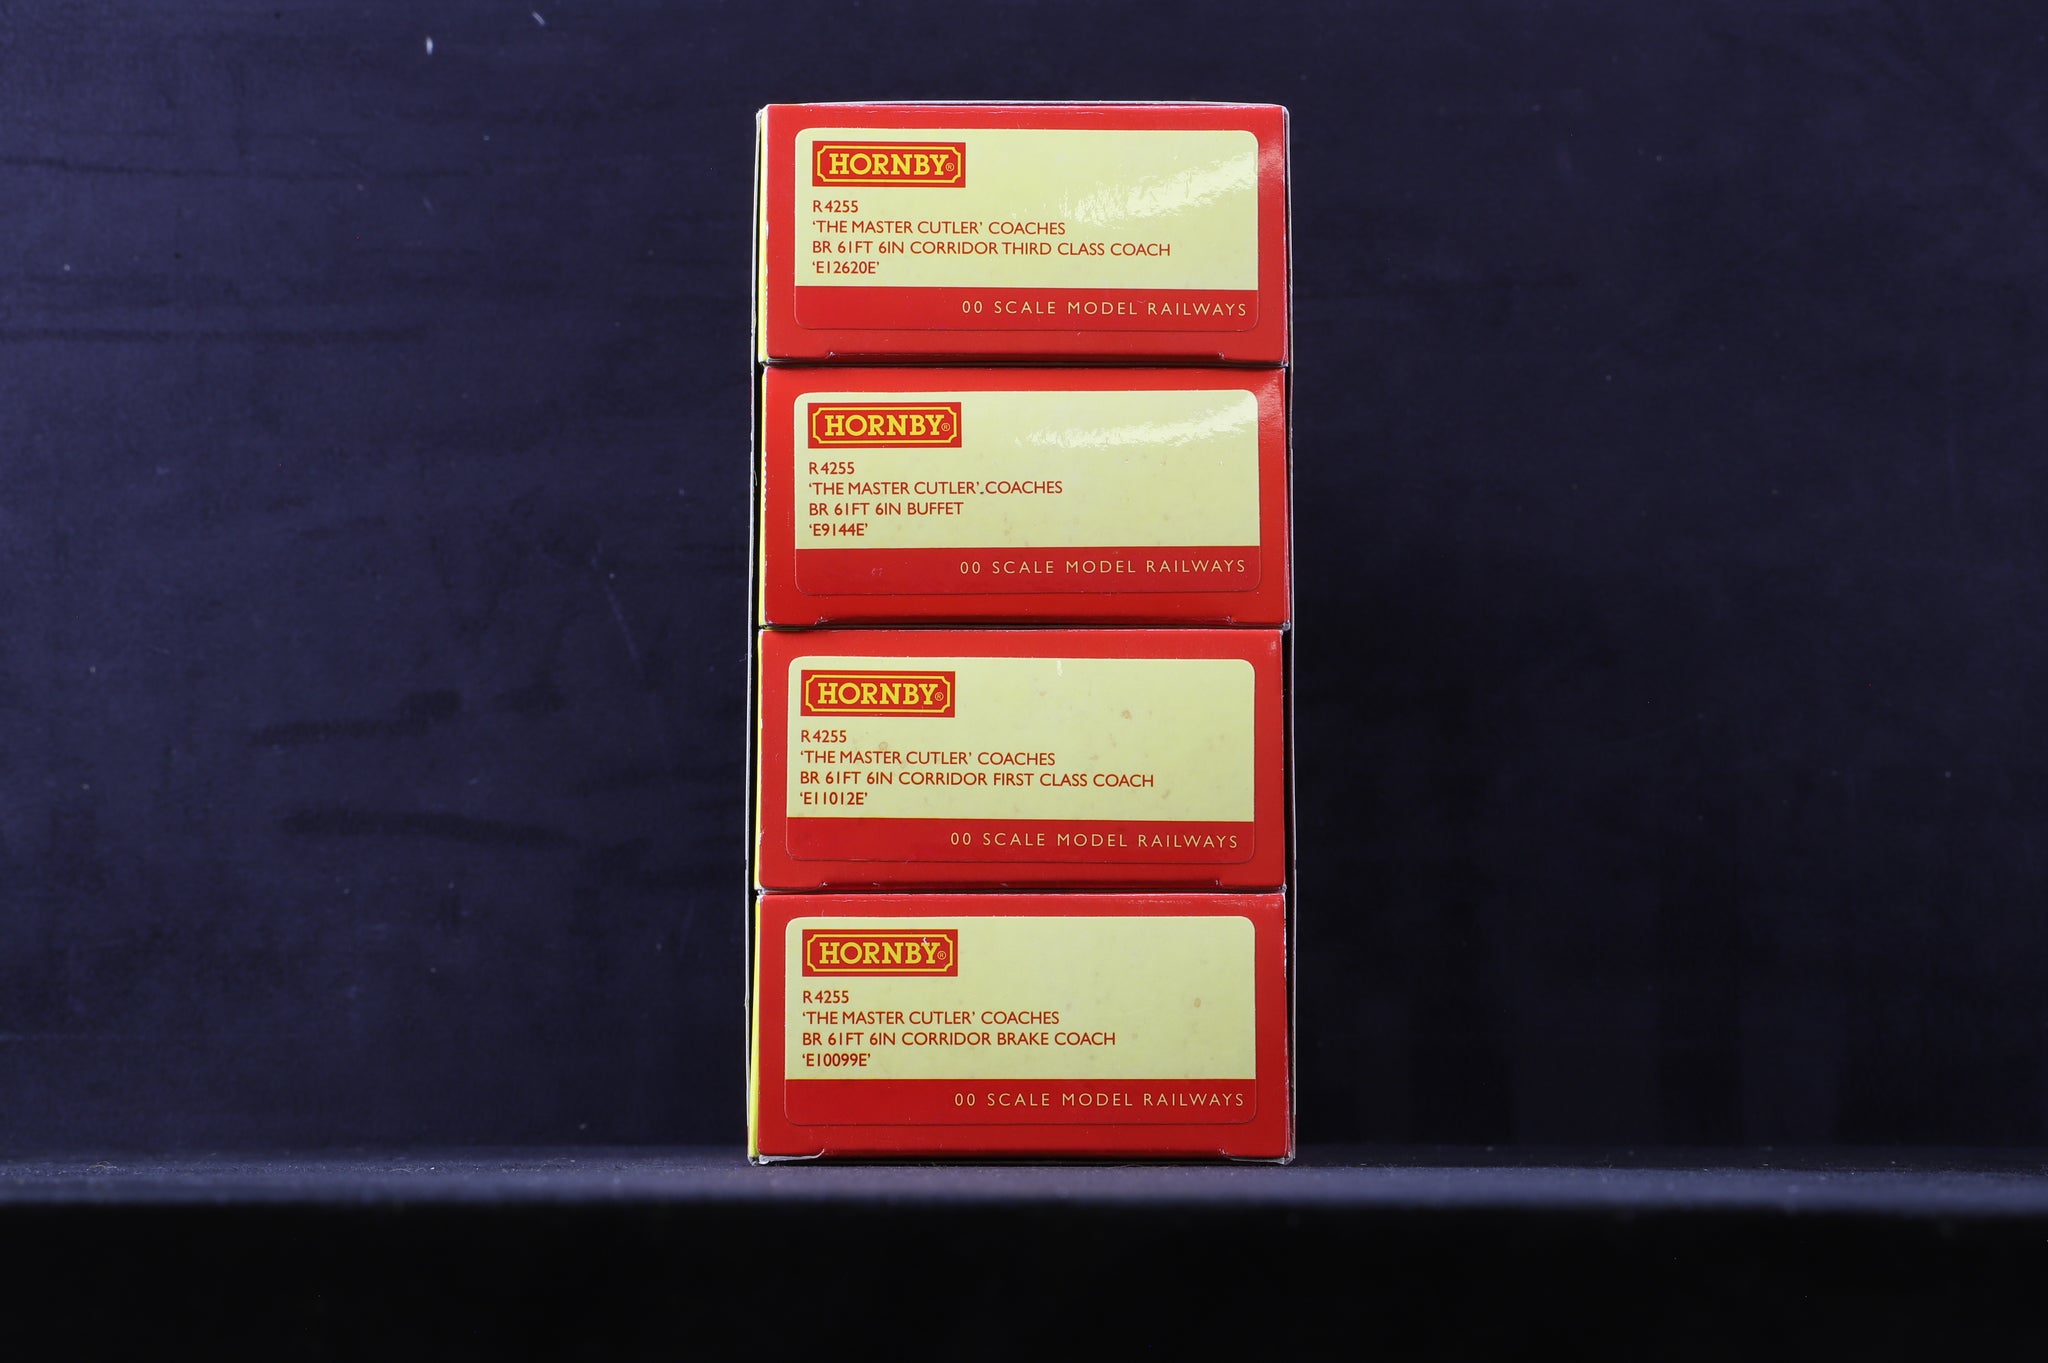 HORNBY®
R4255
‘THE MASTER CUTLER’ COACHES
BR 61FT 6IN CORRIDOR THIRD CLASS COACH
‘E12620E’
00 SCALE MODEL RAILWAYS
HORNBY®
R4255
‘THE MASTER CUTLER’ COACHES
BR 61FT 6IN BUFFET
‘E9144E’
00 SCALE MODEL RAILWAYS
HORNBY®
R4255
‘THE MASTER CUTLER’ COACHES
BR 61FT 6IN CORRIDOR FIRST CLASS COACH
‘E11012E’
00 SCALE MODEL RAILWAYS
HORNBY®
R4255
‘THE MASTER CUTLER’ COACHES
BR 61FT 6IN CORRIDOR BRAKE COACH
‘E10099E’
00 SCALE MODEL RAILWAYS